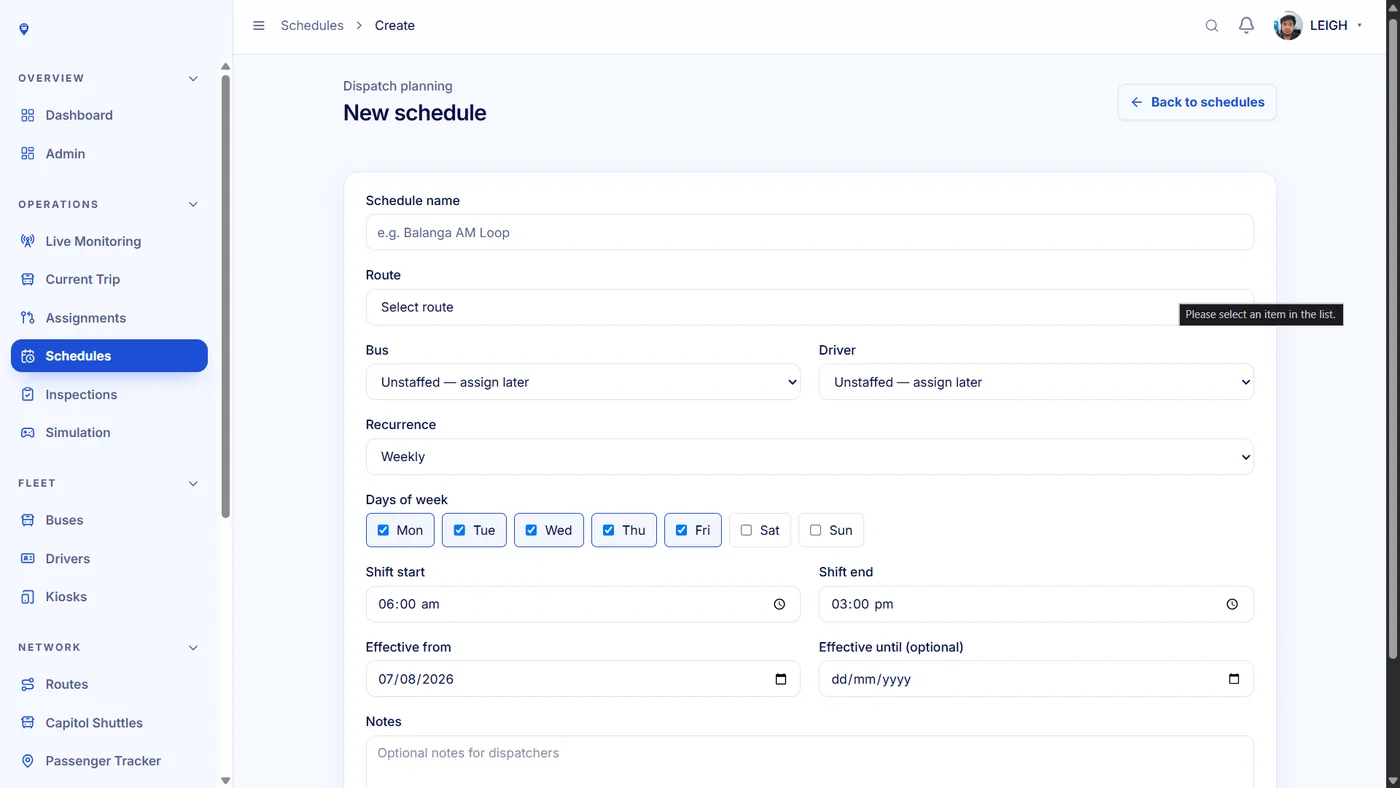 Schedules > Create
LEIGH
OVERVIEW
Dashboard
Admin
OPERATIONS
Live Monitoring
Current Trip
Assignments
Schedules
Inspections
Simulation
FLEET
Buses
Drivers
Kiosks
NETWORK
Routes
Capitol Shuttles
Passenger Tracker
Dispatch planning
New schedule
Back to schedules
Schedule name
e.g. Balanga AM Loop
Route
Select route
Please select an item in the list.
Bus
Unstaffed — assign later
Driver
Unstaffed — assign later
Recurrence
Weekly
Days of week
Mon Tue Wed Thu Fri Sat Sun
Shift start
06:00 am
Shift end
03:00 pm
Effective from
07/08/2026
Effective until (optional)
dd/mm/yyyy
Notes
Optional notes for dispatchers